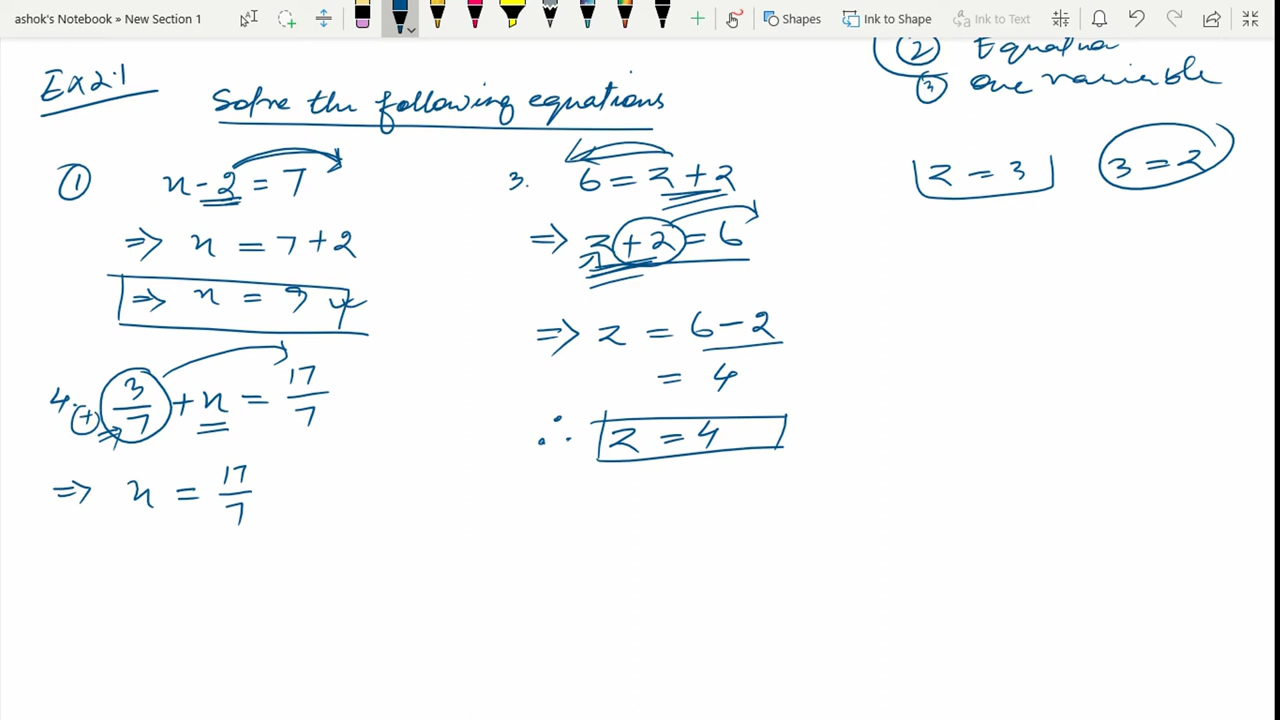 ashok's Notebook » New Section 1
Shapes
Ink to Shape
Ink to Text
② Equation
③ one variable
Ex 2.1
Solve the following equations
① x - 2 = 7
⇒ x = 7 + 2
⇒ x = 9
3. 6 = z + 2
⇒ z + 2 = 6
⇒ z = 6 - 2
= 4
∴ z = 4
z = 3
3 = z
4. (+) 3/7 + x = 17/7
⇒ x = 17/7